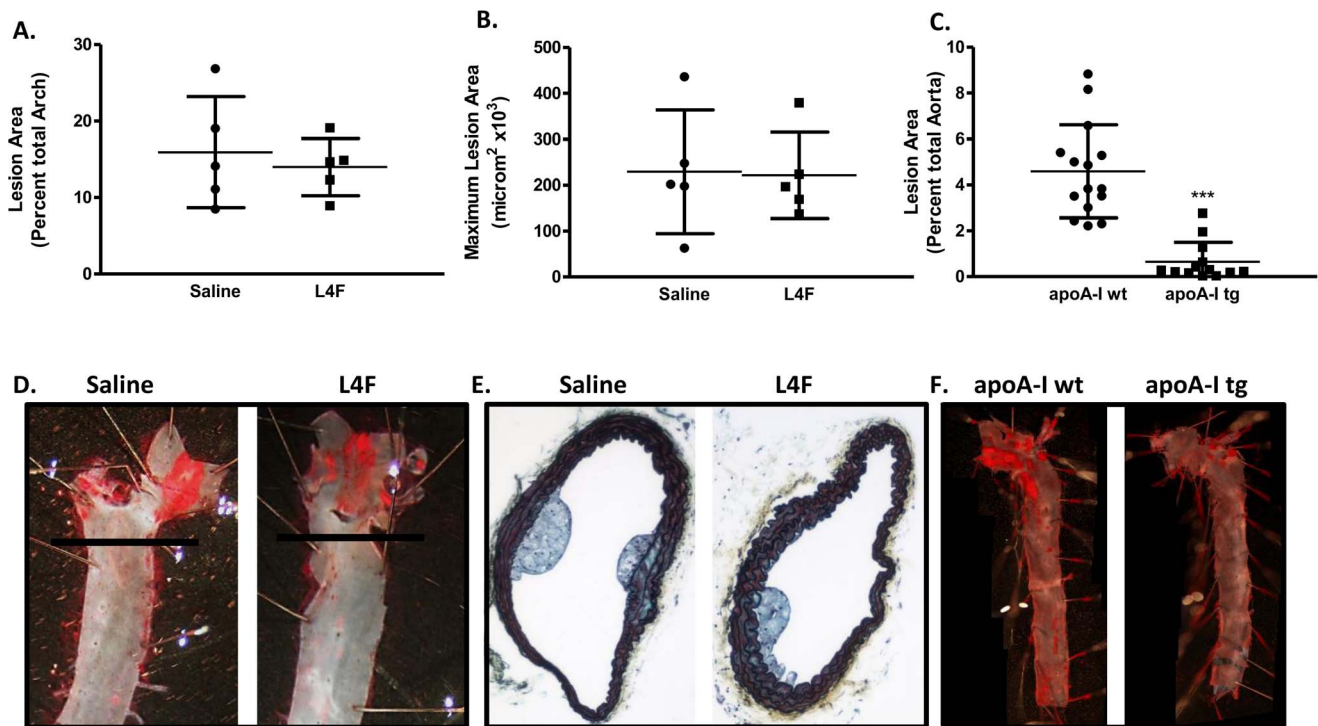 A.
Lesion Area
(Percent total Arch)
30
20
10
0
Saline
L4F
B.
Maximum Lesion Area
(microm² x10³)
500
400
300
200
100
0
Saline
L4F
C.
Lesion Area
(Percent total Aorta)
10
8
6
4
2
0
***
apoA-I wt
apoA-I tg
D.
Saline
L4F
E.
Saline
L4F
F.
apoA-I wt
apoA-I tg